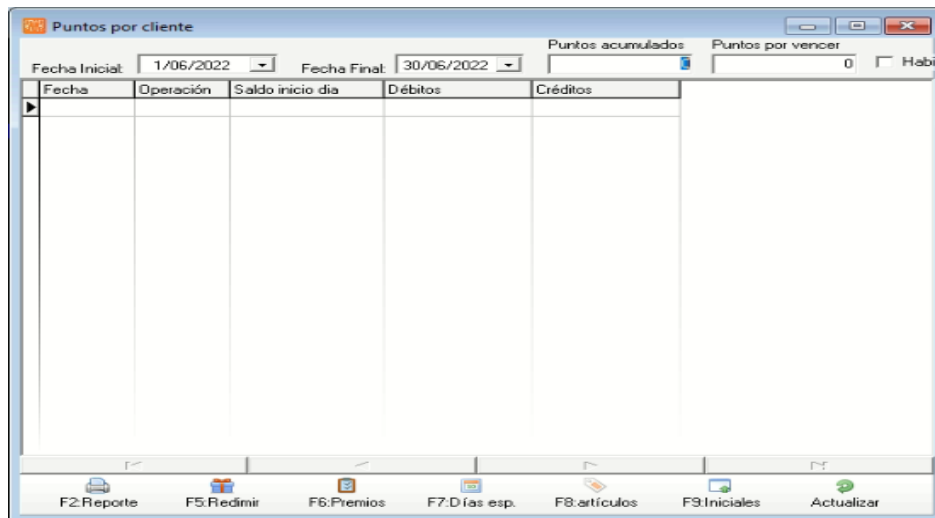 Puntos por cliente
Puntos acumulados Puntos por vencer
Fecha Inicial: 1/06/2022 Fecha Final: 30/06/2022 0 Habi
Fecha Operación Saldo inicio dia Débitos Créditos
F2:Reporte F5:Redimir F6:Premios F7:Días esp. F8:artículos F9:Iniciales Actualizar